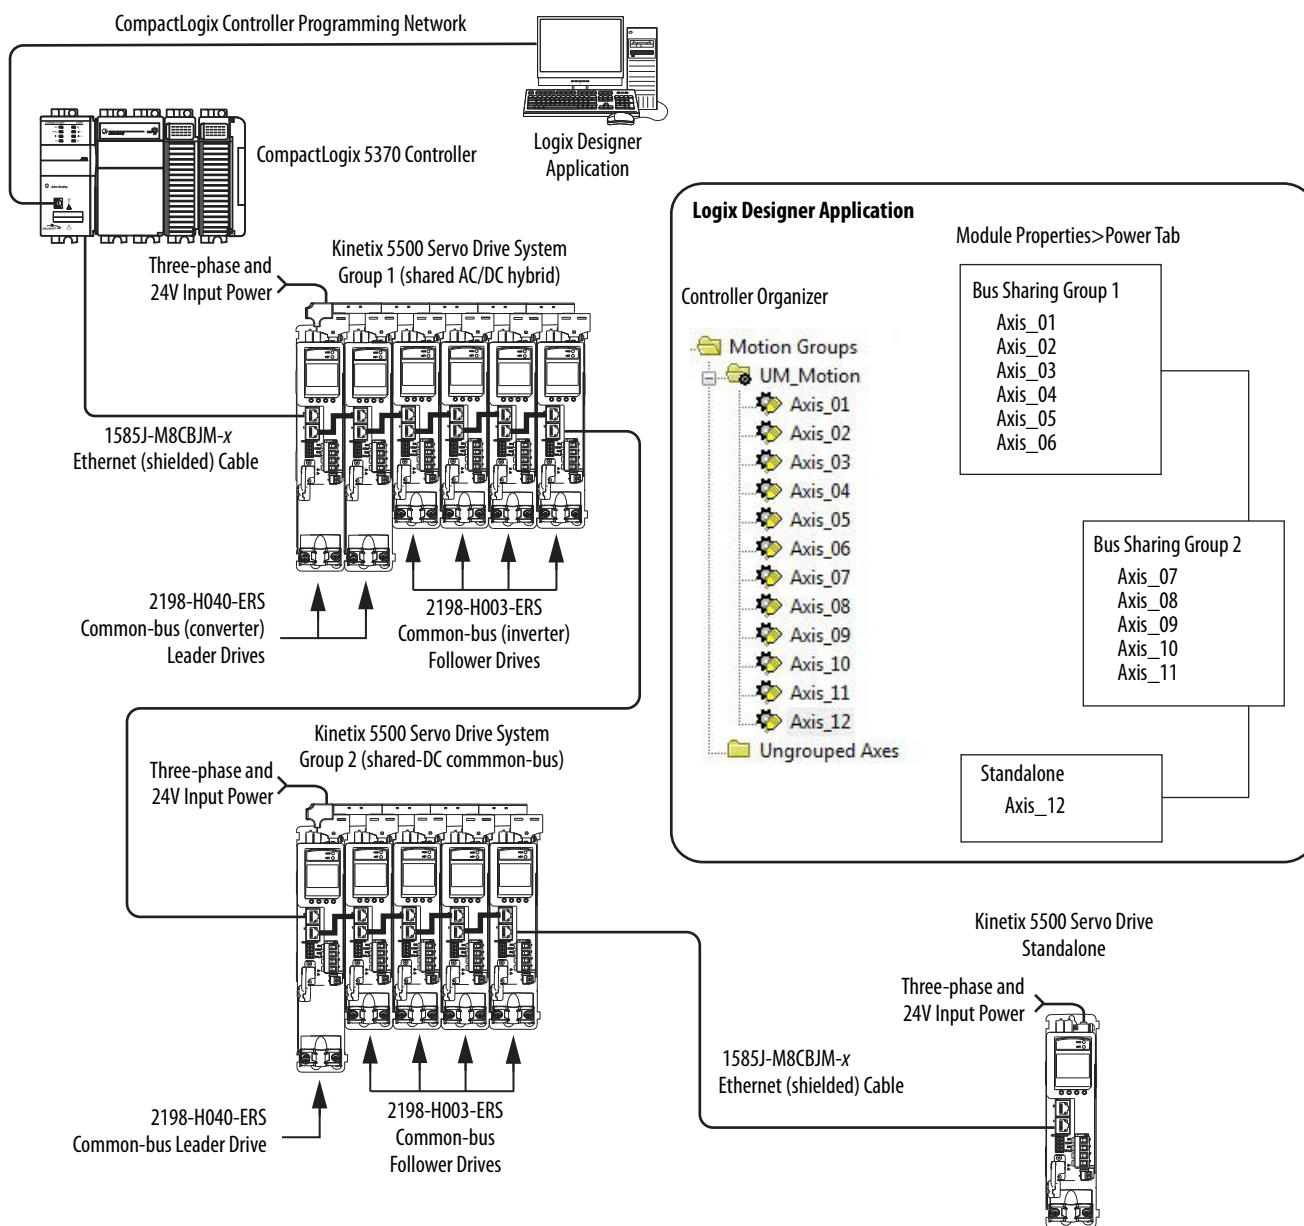 CompactLogix Controller Programming Network
Logix Designer
Application
CompactLogix 5370 Controller
Kinetix 5500 Servo Drive System
Group 1 (shared AC/DC hybrid)
Three-phase and
24V Input Power
1585J-M8CBJM-x
Ethernet (shielded) Cable
2198-H040-ERS
Common-bus (converter)
Leader Drives
2198-H003-ERS
Common-bus (inverter)
Follower Drives
Kinetix 5500 Servo Drive System
Group 2 (shared-DC commmon-bus)
Three-phase and
24V Input Power
2198-H040-ERS
Common-bus Leader Drive
2198-H003-ERS
Common-bus
Follower Drives
Logix Designer Application
Module Properties>Power Tab
Controller Organizer
Motion Groups
UM_Motion
Axis_01
Axis_02
Axis_03
Axis_04
Axis_05
Axis_06
Axis_07
Axis_08
Axis_09
Axis_10
Axis_11
Axis_12
Ungrouped Axes
Bus Sharing Group 1
Axis_01
Axis_02
Axis_03
Axis_04
Axis_05
Axis_06
Bus Sharing Group 2
Axis_07
Axis_08
Axis_09
Axis_10
Axis_11
Standalone
Axis_12
Kinetix 5500 Servo Drive
Standalone
Three-phase and
24V Input Power
1585J-M8CBJM-x
Ethernet (shielded) Cable